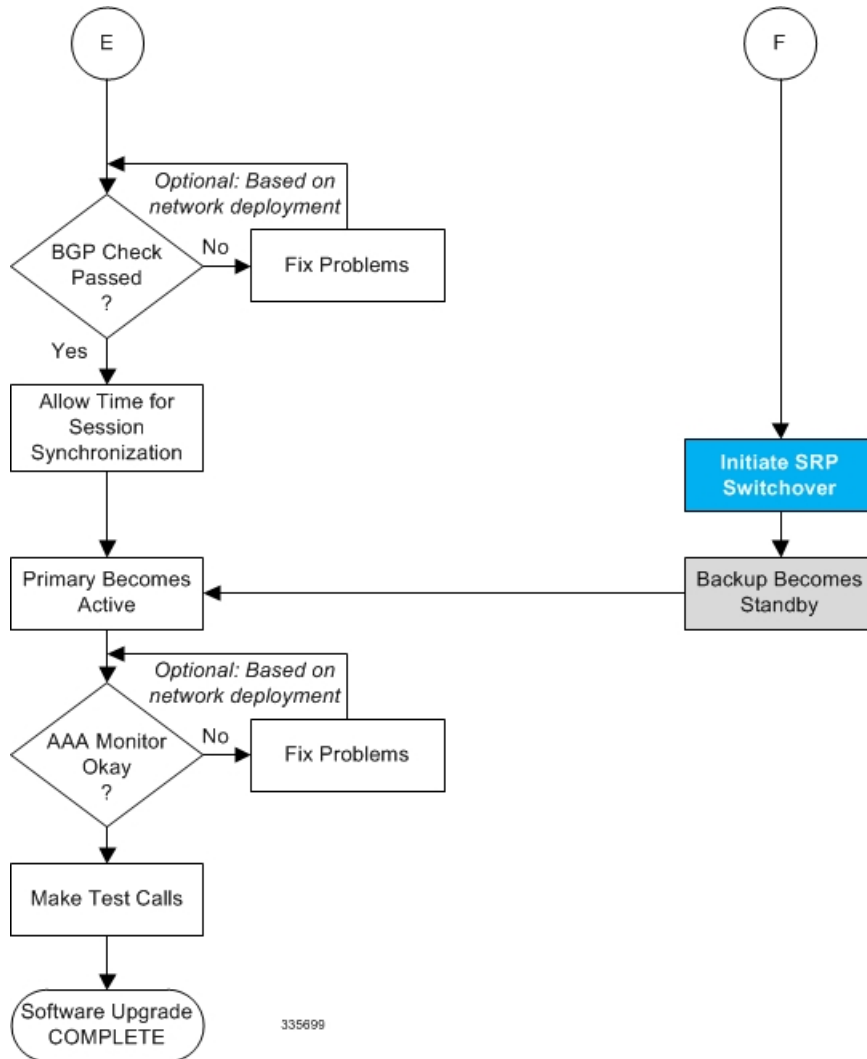 E
F
Optional: Based on
network deployment
BGP Check
Passed
?
No
Fix Problems
Yes
Allow Time for
Session
Synchronization
Initiate SRP
Switchover
Primary Becomes
Active
Backup Becomes
Standby
Optional: Based on
network deployment
AAA Monitor
Okay
?
No
Fix Problems
Make Test Calls
Software Upgrade
COMPLETE
335699